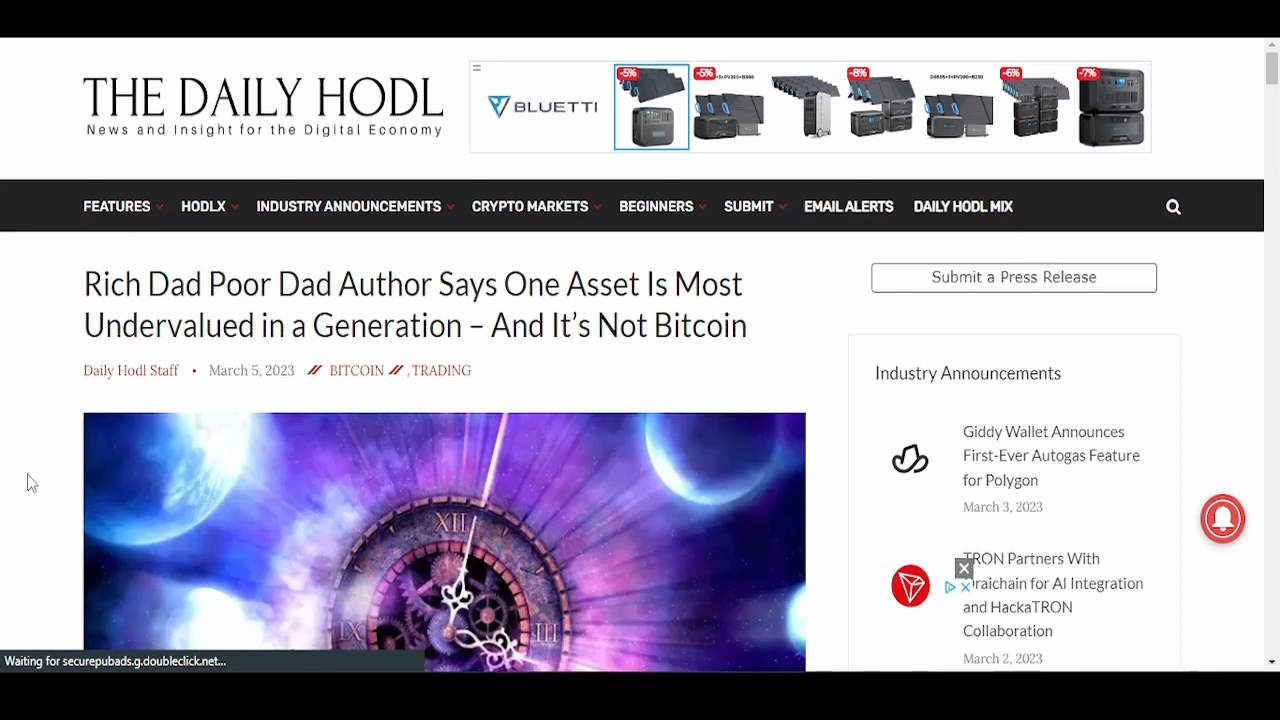 THE DAILY HODL
News and Insight for the Digital Economy
BLUETTI
-5%
-5%
-8%
-6%
-7%
FEATURES HODLX INDUSTRY ANNOUNCEMENTS CRYPTO MARKETS BEGINNERS SUBMIT EMAIL ALERTS DAILY HODL MIX
Rich Dad Poor Dad Author Says One Asset Is Most
Undervalued in a Generation – And It's Not Bitcoin
Daily Hodl Staff • March 5, 2023 // BITCOIN // , TRADING
Submit a Press Release
Industry Announcements
Giddy Wallet Announces
First-Ever Autogas Feature
for Polygon
March 3, 2023
TRON Partners With
for AI Integration
and HackaTRON
Collaboration
March 2, 2023
XII
III
IX
Waiting for securepubads.g.doubleclick.net...